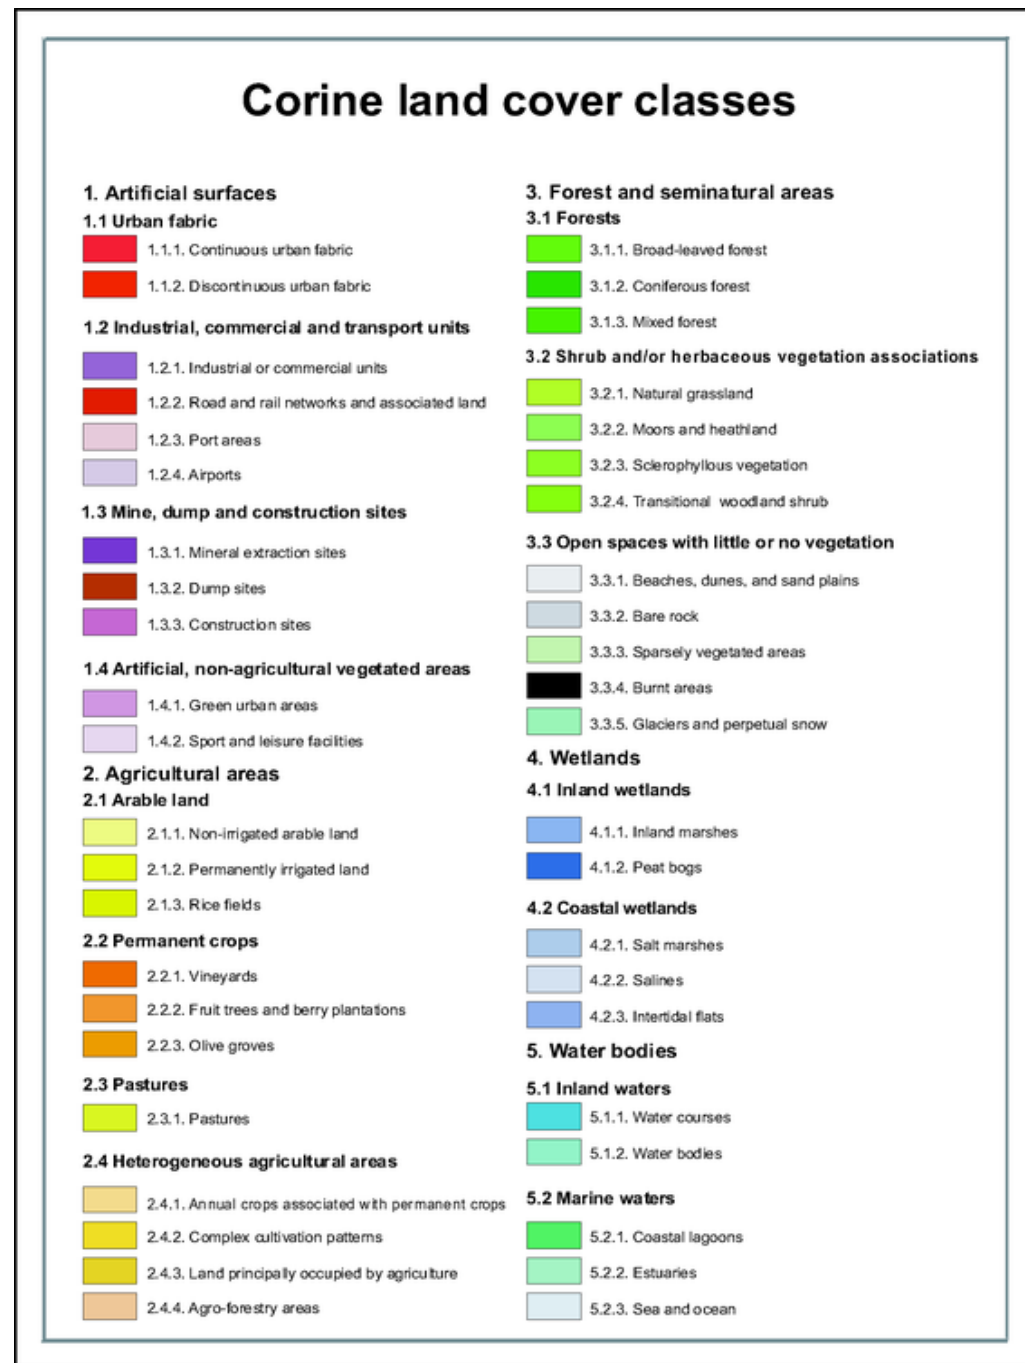 Corine land cover classes
1. Artificial surfaces
1.1 Urban fabric
1.1.1. Continuous urban fabric
1.1.2. Discontinuous urban fabric
1.2 Industrial, commercial and transport units
1.2.1. Industrial or commercial units
1.2.2. Road and rail networks and associated land
1.2.3. Port areas
1.2.4. Airports
1.3 Mine, dump and construction sites
1.3.1. Mineral extraction sites
1.3.2. Dump sites
1.3.3. Construction sites
1.4 Artificial, non-agricultural vegetated areas
1.4.1. Green urban areas
1.4.2. Sport and leisure facilities
2. Agricultural areas
2.1 Arable land
2.1.1. Non-irrigated arable land
2.1.2. Permanently irrigated land
2.1.3. Rice fields
2.2 Permanent crops
2.2.1. Vineyards
2.2.2. Fruit trees and berry plantations
2.2.3. Olive groves
2.3 Pastures
2.3.1. Pastures
2.4 Heterogeneous agricultural areas
2.4.1. Annual crops associated with permanent crops
2.4.2. Complex cultivation patterns
2.4.3. Land principally occupied by agriculture
2.4.4. Agro-forestry areas
3. Forest and seminatural areas
3.1 Forests
3.1.1. Broad-leaved forest
3.1.2. Coniferous forest
3.1.3. Mixed forest
3.2 Shrub and/or herbaceous vegetation associations
3.2.1. Natural grassland
3.2.2. Moors and heathland
3.2.3. Sclerophyllous vegetation
3.2.4. Transitional woodland shrub
3.3 Open spaces with little or no vegetation
3.3.1. Beaches, dunes, and sand plains
3.3.2. Bare rock
3.3.3. Sparsely vegetated areas
3.3.4. Burnt areas
3.3.5. Glaciers and perpetual snow
4. Wetlands
4.1 Inland wetlands
4.1.1. Inland marshes
4.1.2. Peat bogs
4.2 Coastal wetlands
4.2.1. Salt marshes
4.2.2. Salines
4.2.3. Intertidal flats
5. Water bodies
5.1 Inland waters
5.1.1. Water courses
5.1.2. Water bodies
5.2 Marine waters
5.2.1. Coastal lagoons
5.2.2. Estuaries
5.2.3. Sea and ocean